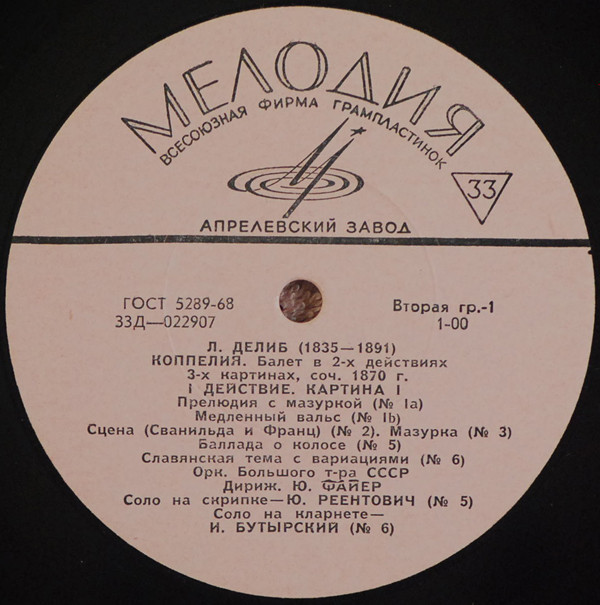 МЕЛОДИЯ
ВСЕСОЮЗНАЯ ФИРМА ГРАМПЛАСТИНОК
33
АПРЕЛЕВСКИЙ ЗАВОД
ГОСТ 5289-68 Вторая гр.-1
33Д—022907 1-00
Л. ДЕЛИБ (1835—1891)
КОППЕЛИЯ. Балет в 2-х действиях
3-х картинах, соч. 1870 г.
I ДЕЙСТВИЕ. КАРТИНА I
Прелюдия с мазуркой (№ Ia)
Медленный вальс (№ Ib)
Сцена (Сванильда и Франц) (№ 2). Мазурка (№ 3)
Баллада о колосе (№ 5)
Славянская тема с вариациями (№ 6)
Орк. Большого т-ра СССР
Дириж. Ю. ФАЙЕР
Соло на скрипке—Ю. РЕЕНТОВИЧ (№ 5)
Соло на кларнете—
И. БУТЫРСКИЙ (№ 6)